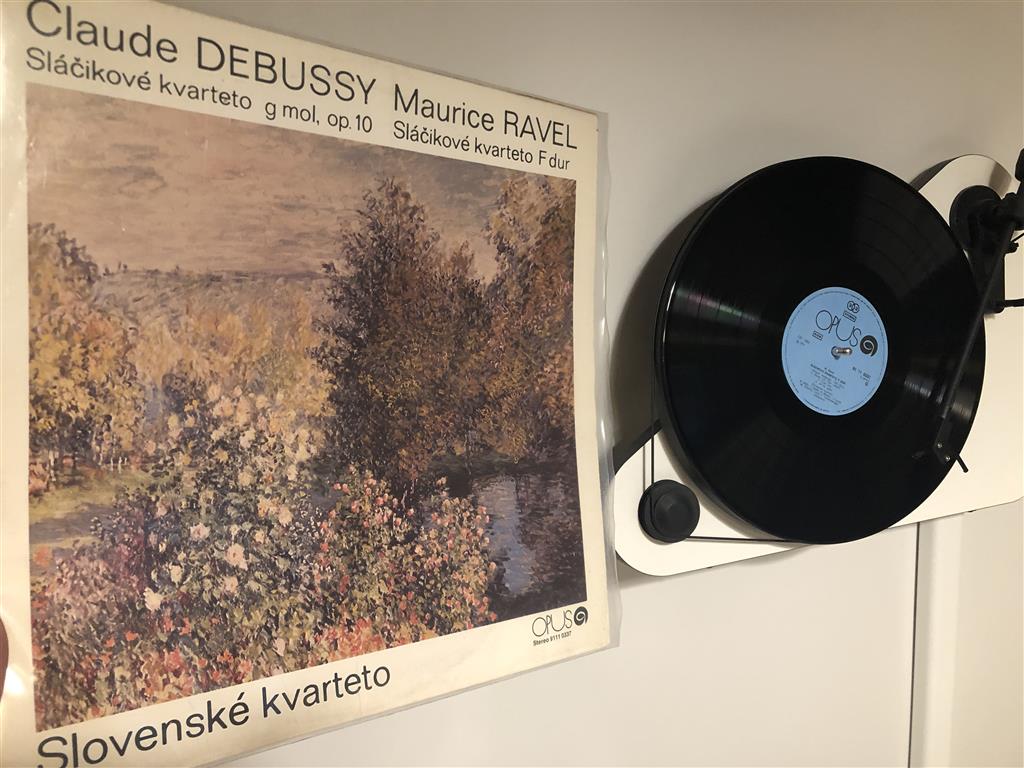 Claude DEBUSSY
Sláčikové kvarteto g mol, op. 10
Maurice RAVEL
Sláčikové kvarteto F dur
OPUS
Stereo 9111 0337
Slovenské kvarteto
OPUS